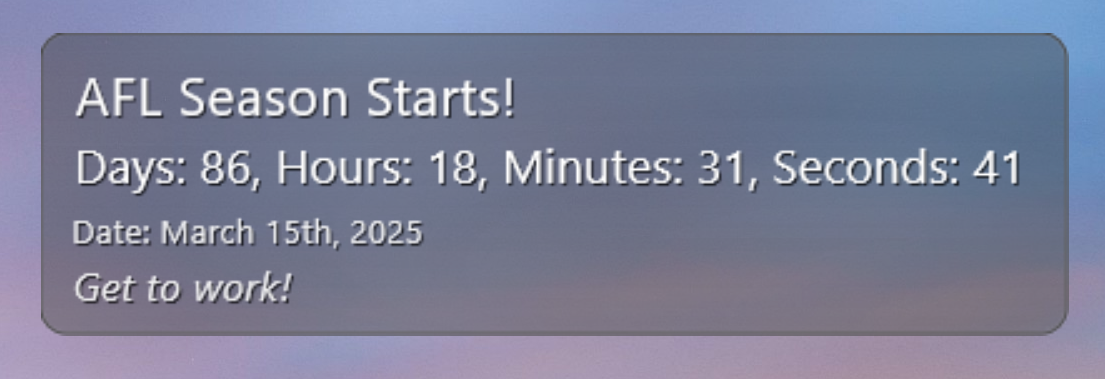 AFL Season Starts!
Days: 86, Hours: 18, Minutes: 31, Seconds: 41
Date: March 15th, 2025
Get to work!